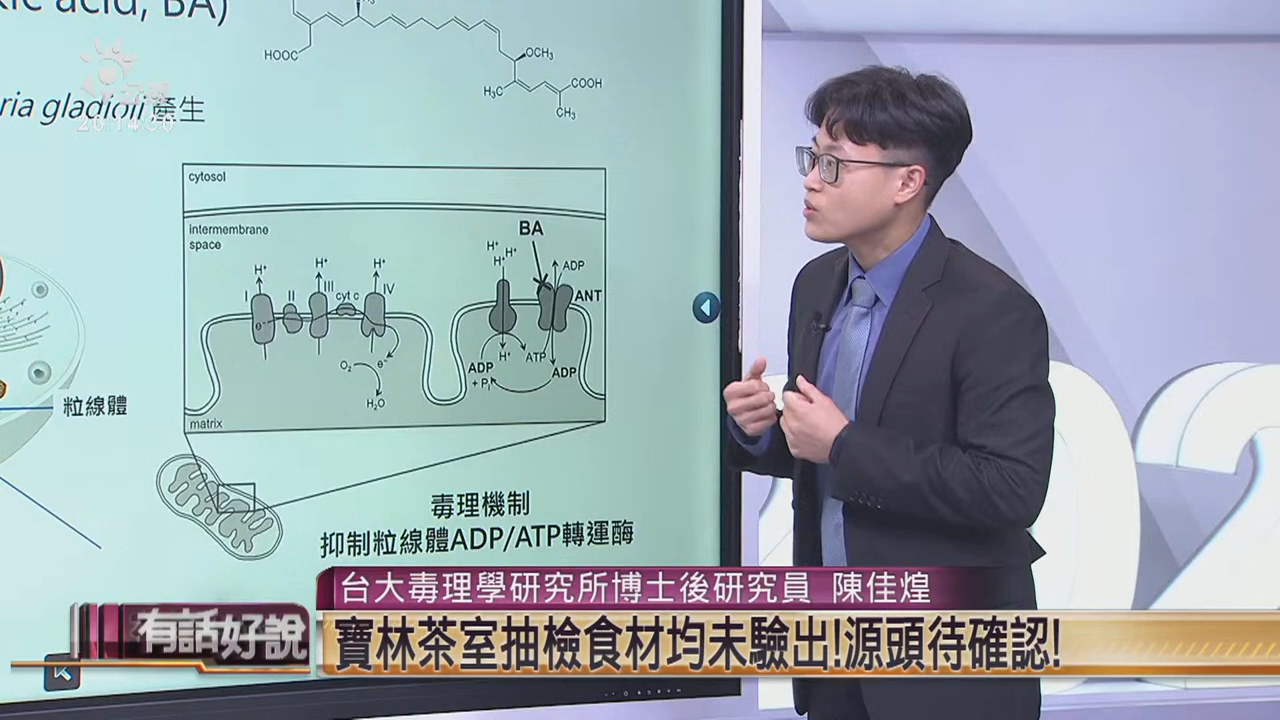 kic acid, BA)
HOOC
OCH₃
H₃C
COOH
CH₃
ria gladioli 產生
20:14:30
cytosol
intermembrane
space
BA
H⁺ H⁺ H⁺ H⁺ H⁺ H⁺
ADP
I II III cyt c IV
ANT
e⁻
O₂ e⁻
H⁺ ATP
ADP
+ Pᵢ
ADP
H₂O
matrix
粒線體
毒理機制
抑制粒線體ADP/ATP轉運酶
台大毒理學研究所博士後研究員 陳佳煌
有話好說
寶林茶室抽檢食材均未驗出!源頭待確認!